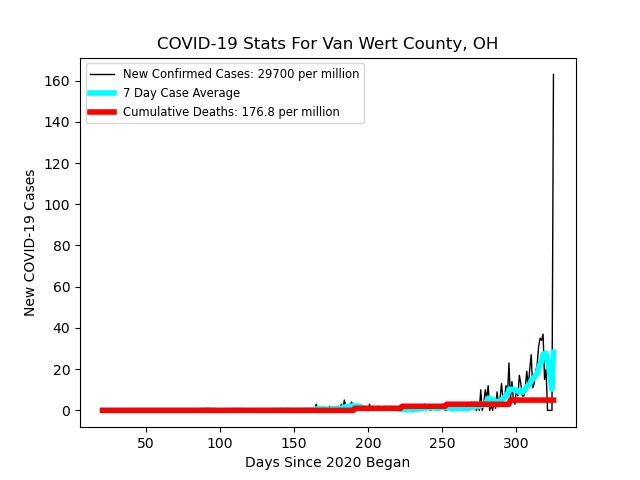 COVID-19 Stats For Van Wert County, OH
New Confirmed Cases: 29700 per million
7 Day Case Average
Cumulative Deaths: 176.8 per million
New COVID-19 Cases
160
140
120
100
80
60
40
20
0
50 100 150 200 250 300
Days Since 2020 Began